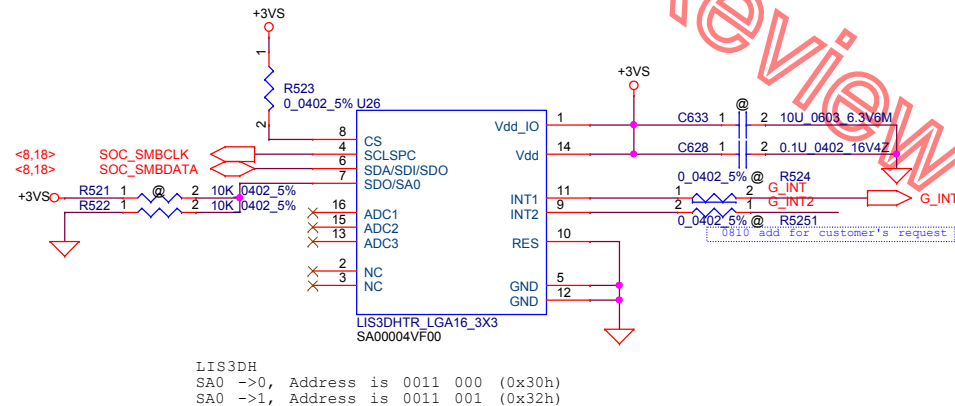 +3VS
1
R523
0_0402_5%
2
U26
8 CS
<8,18> SOC_SMBCLK 4 SCLSPC
<8,18> SOC_SMBDATA 6 SDA/SDI/SDO
7 SDO/SA0
+3VS R521 1 @ 2 10K_0402_5%
R522 1 2 10K_0402_5%
16 ADC1
15 ADC2
13 ADC3
2 NC
3 NC
Vdd_IO 1
Vdd 14
INT1 11
INT2 9
RES 10
GND 5
GND 12
LIS3DHTR_LGA16_3X3
SA00004VF00
+3VS
C633 1 @ 2 10U_0603_6.3V6M
C628 1 2 0.1U_0402_16V4Z
0_0402_5% @ R524
1 2 G_INT
G_INT
2 1 G_INT2
0_0402_5% @ R5251
0810 add for customer's request
LIS3DH
SA0 ->0, Address is 0011 000 (0x30h)
SA0 ->1, Address is 0011 001 (0x32h)
eview